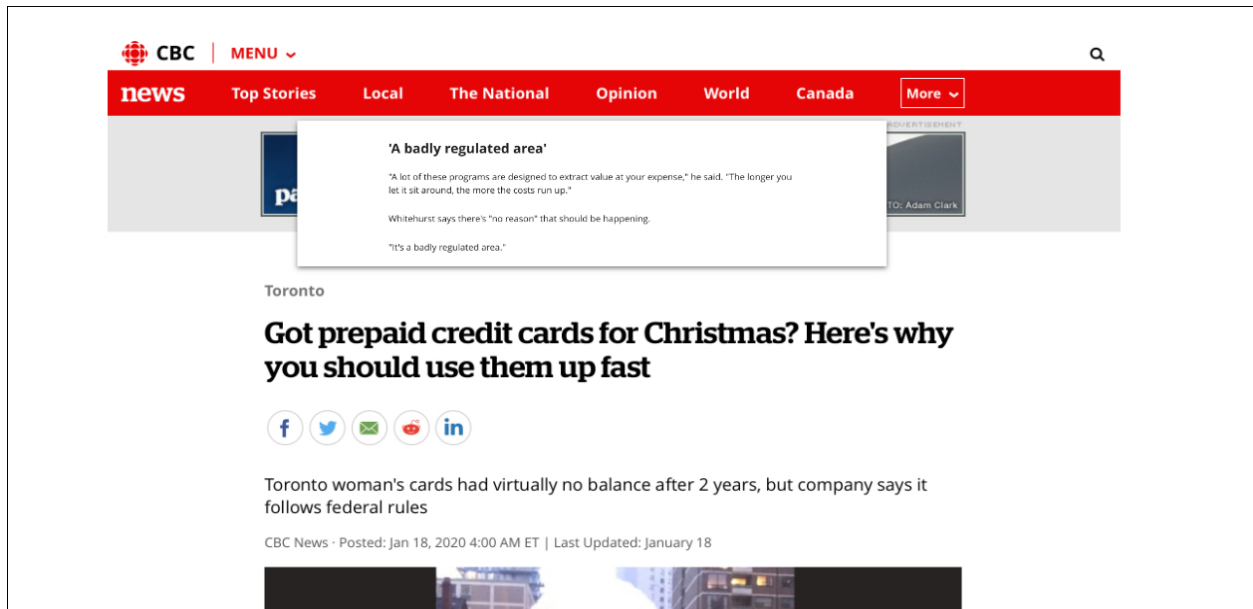 CBC MENU
news Top Stories Local The National Opinion World Canada More
ADVERTISEMENT
'A badly regulated area'
"A lot of these programs are designed to extract value at your expense," he said. "The longer you
let it sit around, the more the costs run up."
Whitehurst says there's "no reason" that should be happening.
"It's a badly regulated area."
TO: Adam Clark
Toronto
Got prepaid credit cards for Christmas? Here's why
you should use them up fast
Toronto woman's cards had virtually no balance after 2 years, but company says it
follows federal rules
CBC News · Posted: Jan 18, 2020 4:00 AM ET | Last Updated: January 18